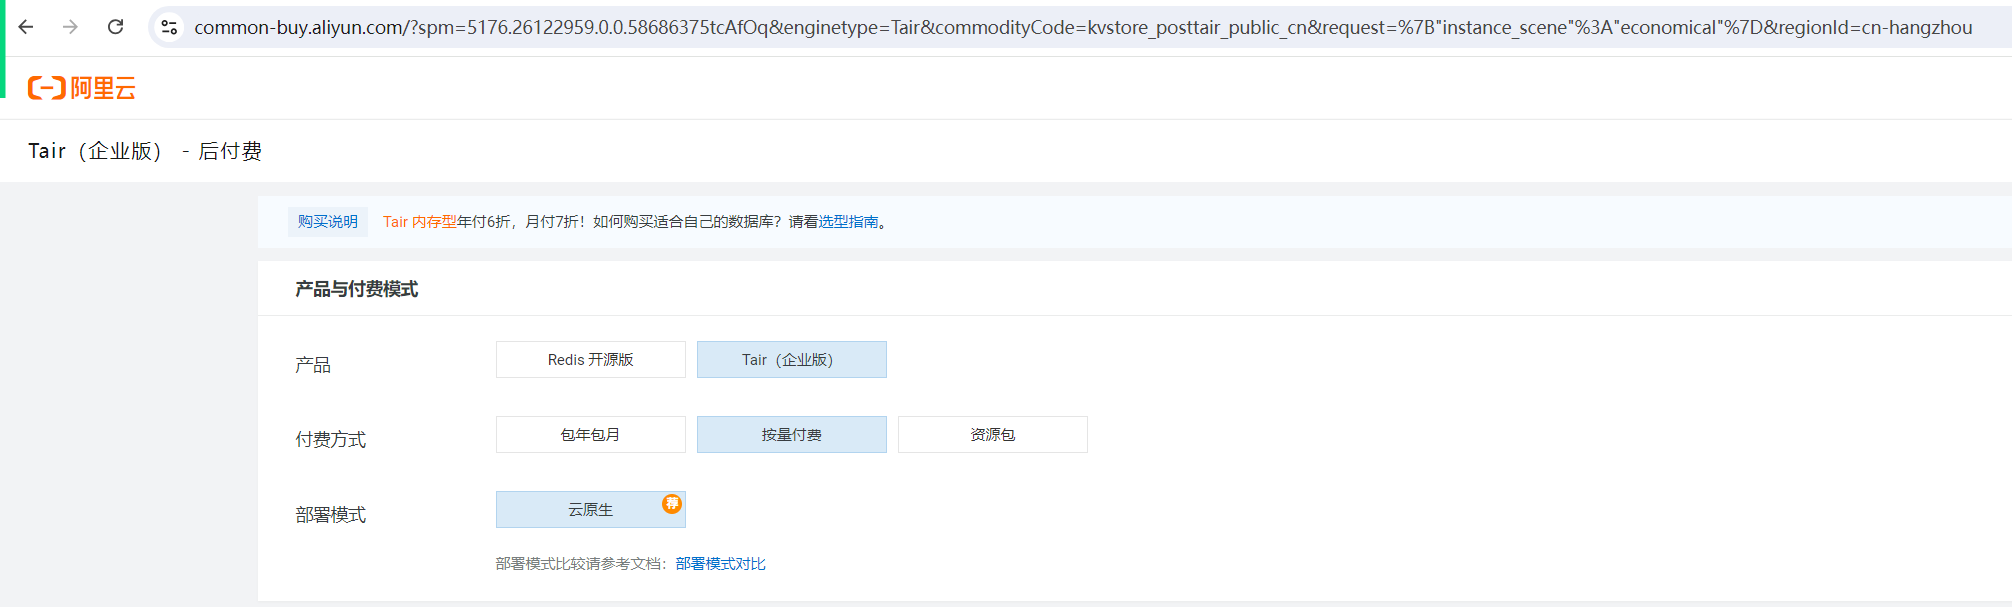 common-buy.aliyun.com/?spm=5176.26122959.0.0.58686375tcAfOq&enginetype=Tair&commodityCode=kvstore_posttair_public_cn&request=%7B"instance_scene"%3A"economical"%7D&regionId=cn-hangzhou
阿里云
Tair（企业版） - 后付费
购买说明 Tair 内存型年付6折，月付7折！如何购买适合自己的数据库？请看选型指南。
产品与付费模式
产品 Redis 开源版 Tair（企业版）
付费方式 包年包月 按量付费 资源包
部署模式 云原生 荐
部署模式比较请参考文档：部署模式对比